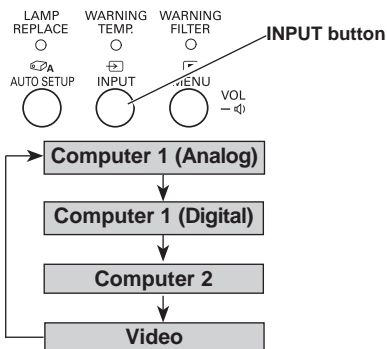 LAMP REPLACE
WARNING TEMP.
WARNING FILTER
INPUT button
A
AUTO SETUP
INPUT
MENU
VOL
Computer 1 (Analog)
Computer 1 (Digital)
Computer 2
Video